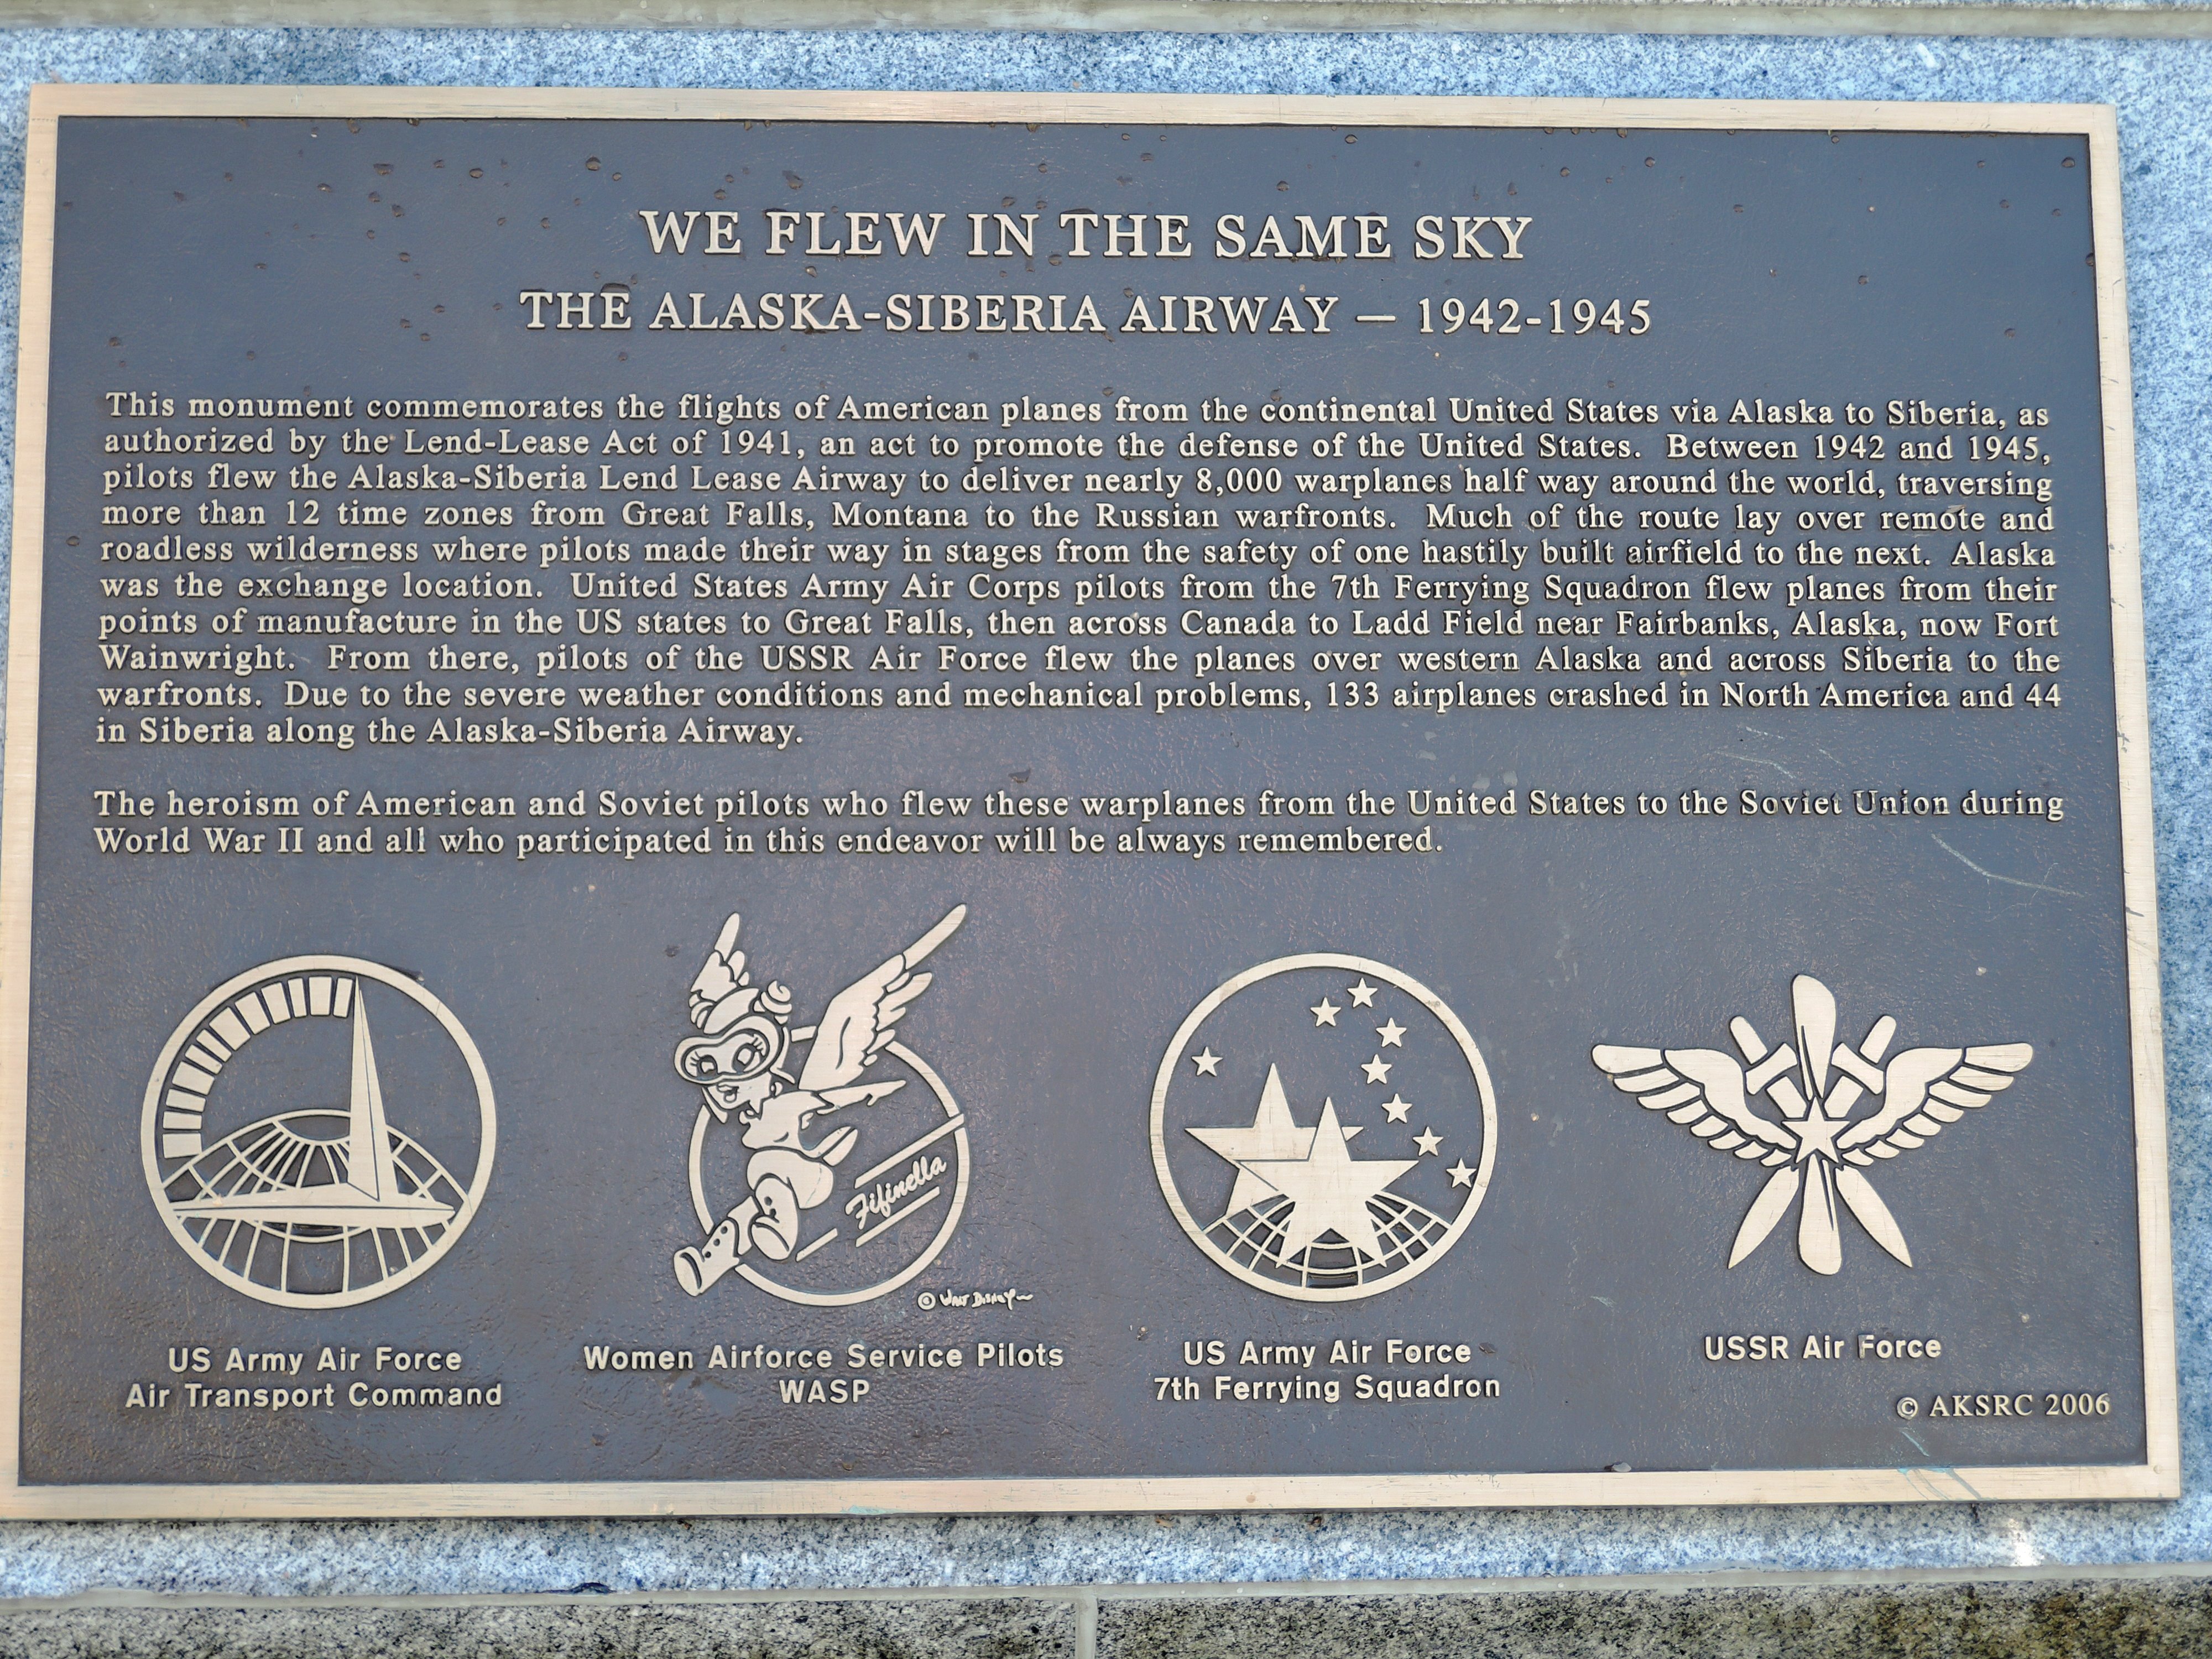 WE FLEW IN THE SAME SKY
THE ALASKA-SIBERIA AIRWAY — 1942-1945
This monument commemorates the flights of American planes from the continental United States via Alaska to Siberia, as
authorized by the Lend-Lease Act of 1941, an act to promote the defense of the United States. Between 1942 and 1945,
pilots flew the Alaska-Siberia Lend Lease Airway to deliver nearly 8,000 warplanes half way around the world, traversing
more than 12 time zones from Great Falls, Montana to the Russian warfronts. Much of the route lay over remote and
roadless wilderness where pilots made their way in stages from the safety of one hastily built airfield to the next. Alaska
was the exchange location. United States Army Air Corps pilots from the 7th Ferrying Squadron flew planes from their
points of manufacture in the US states to Great Falls, then across Canada to Ladd Field near Fairbanks, Alaska, now Fort
Wainwright. From there, pilots of the USSR Air Force flew the planes over western Alaska and across Siberia to the
warfronts. Due to the severe weather conditions and mechanical problems, 133 airplanes crashed in North America and 44
in Siberia along the Alaska-Siberia Airway.
The heroism of American and Soviet pilots who flew these warplanes from the United States to the Soviet Union during
World War II and all who participated in this endeavor will be always remembered.
Fifinella
© WALT DISNEY
US Army Air Force
Air Transport Command
Women Airforce Service Pilots
WASP
US Army Air Force
7th Ferrying Squadron
USSR Air Force
© AKSRC 2006